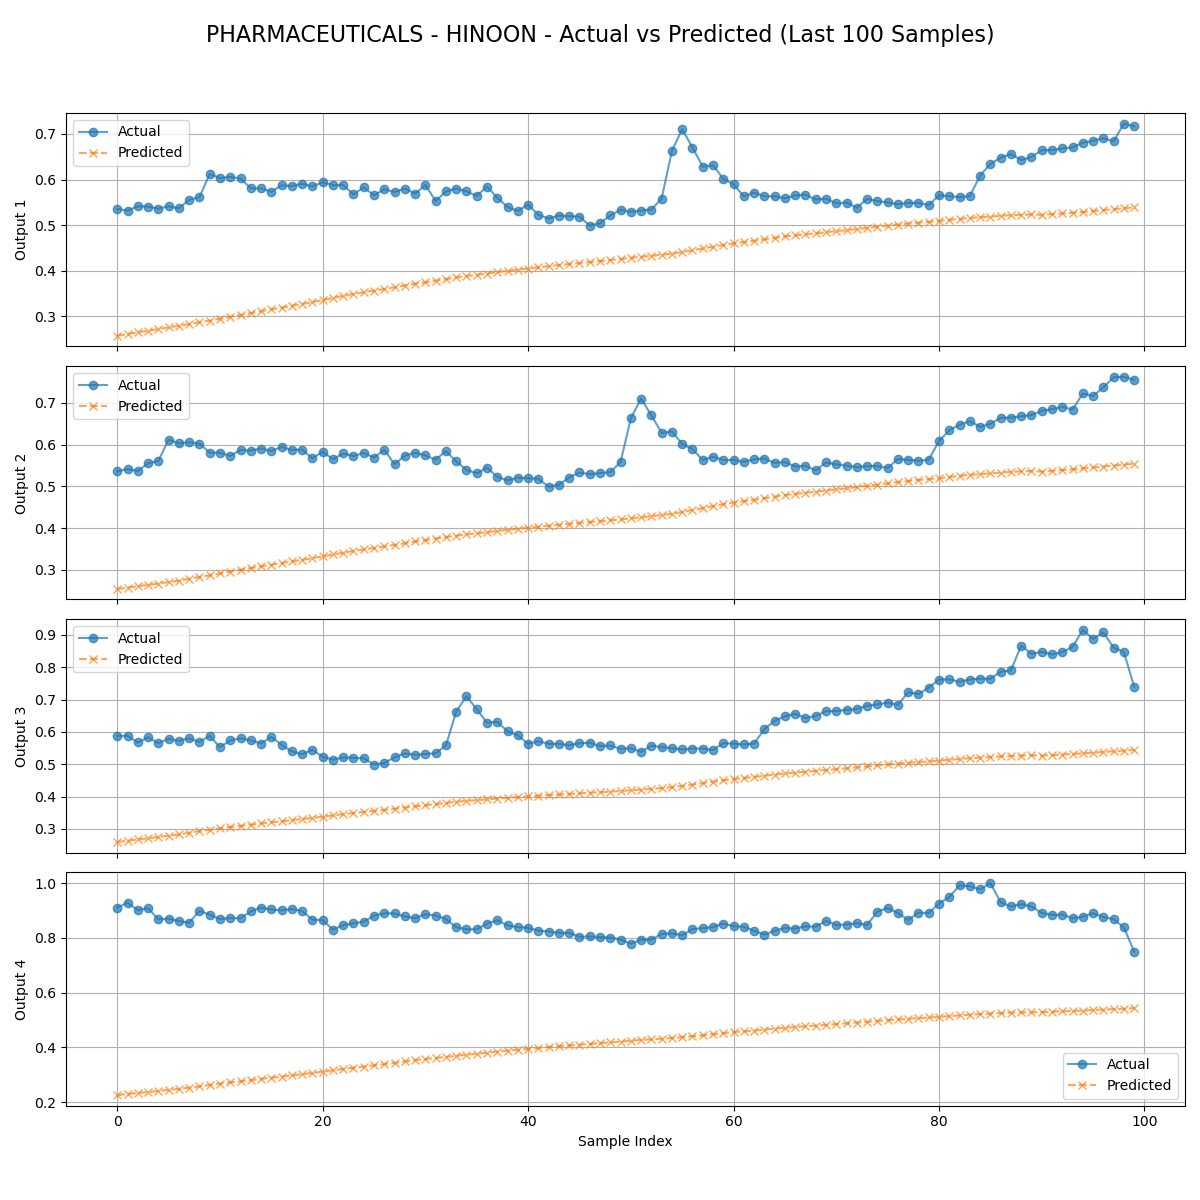 PHARMACEUTICALS - HINOON - Actual vs Predicted (Last 100 Samples)
Output 1
0.7
0.6
0.5
0.4
0.3
Actual
Predicted
Output 2
0.7
0.6
0.5
0.4
0.3
Actual
Predicted
Output 3
0.9
0.8
0.7
0.6
0.5
0.4
0.3
Actual
Predicted
Output 4
1.0
0.8
0.6
0.4
0.2
Actual
Predicted
0 20 40 60 80 100
Sample Index